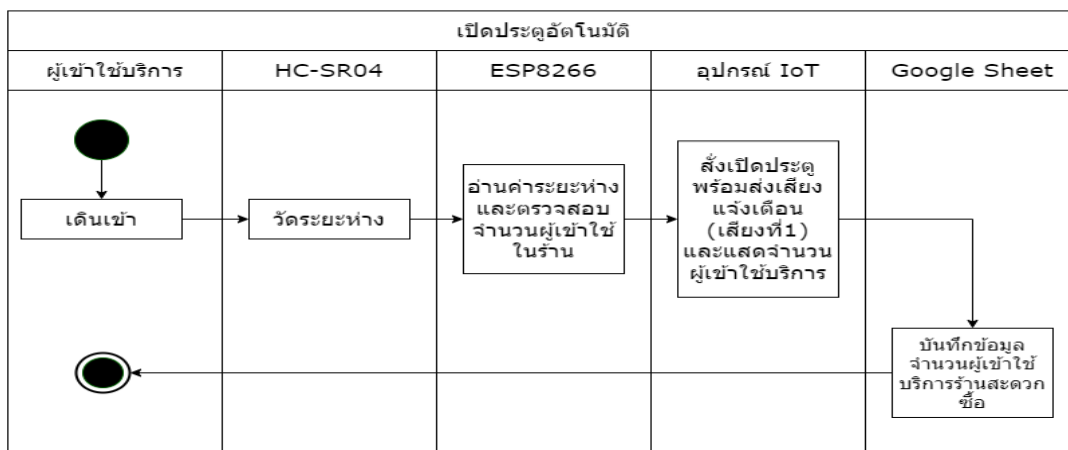 เปิดประตูอัตโนมัติ
ผู้เข้าใช้บริการ
HC-SR04
ESP8266
อุปกรณ์ IoT
Google Sheet
เดินเข้า
วัดระยะห่าง
อ่านค่าระยะห่าง
และตรวจสอบ
จำนวนผู้เข้าใช้
ในร้าน
สั่งเปิดประตู
พร้อมส่งเสียง
แจ้งเตือน
(เสียงที่1)
และแสดจำนวน
ผู้เข้าใช้บริการ
บันทึกข้อมูล
จำนวนผู้เข้าใช้
บริการร้านสะดวก
ซื้อ